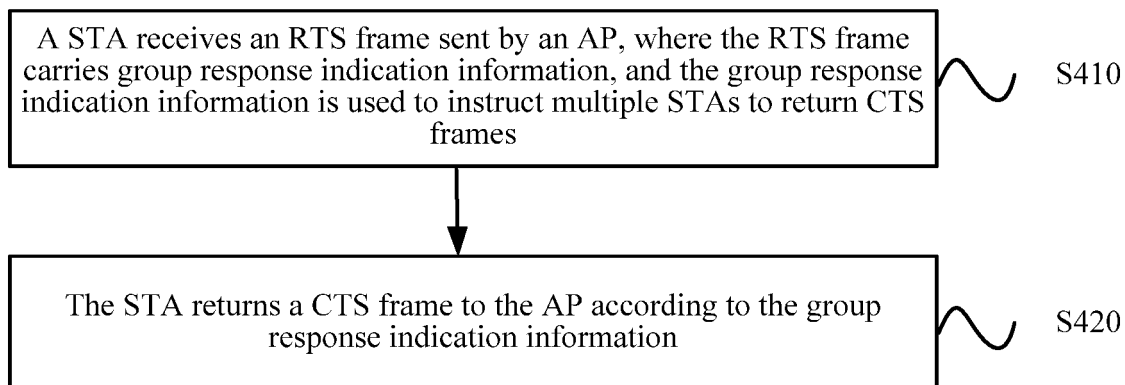 A STA receives an RTS frame sent by an AP, where the RTS frame
carries group response indication information, and the group response
indication information is used to instruct multiple STAs to return CTS
frames
S410
The STA returns a CTS frame to the AP according to the group
response indication information
S420